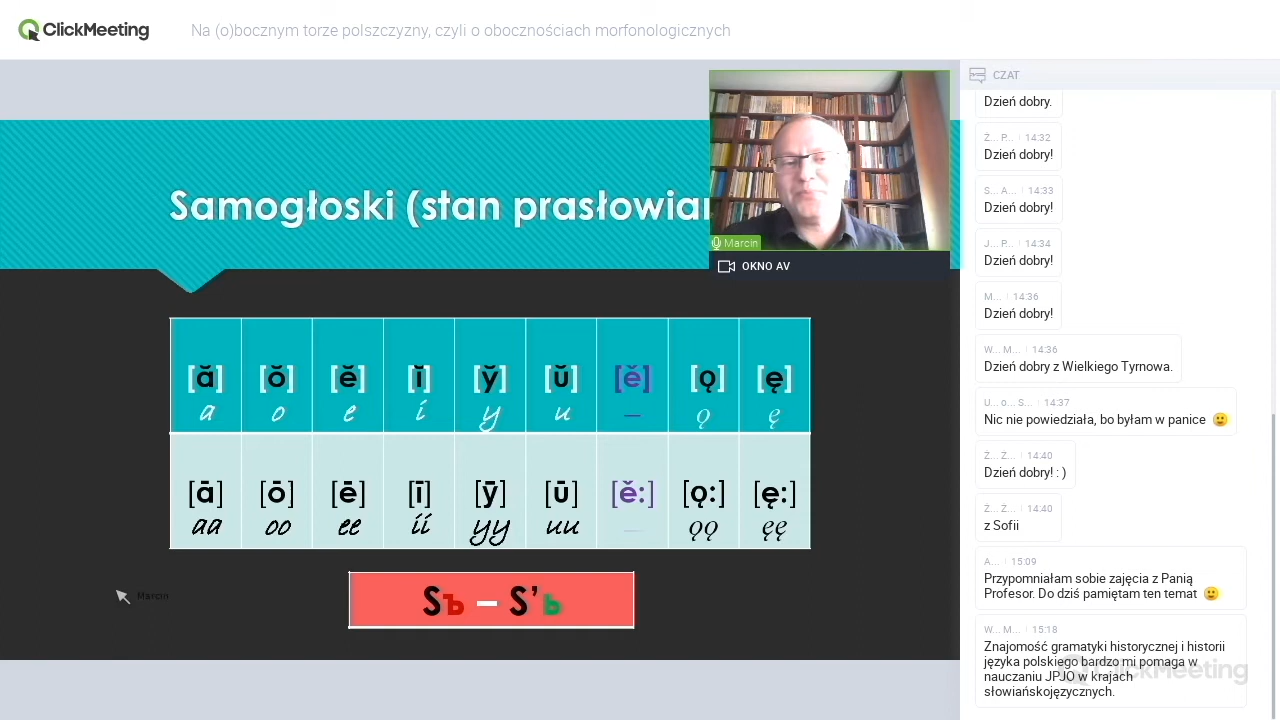 ClickMeeting
Na (o)bocznym torze polszczyzny, czyli o obocznościach morfonologicznych
Samogłoski (stan
Marcin
OKNO AV
[ă] [ŏ] [ĕ] [ĭ] [y̆] [ŭ] [ě] [ǫ] [ę]
a o e i y u – ǫ ę
[ā] [ō] [ē] [ī] [ȳ] [ū] [ě:] [ǫ:] [ę:]
aa oo ee ii yy uu – ǫǫ ęę
Sъ – S’ь
Marcin
CZAT
Dzień dobry.
Z... P... 14:32
Dzień dobry!
S... A... 14:33
Dzień dobry!
J... P... 14:34
Dzień dobry!
M... 14:36
Dzień dobry!
W... M... 14:36
Dzień dobry z Wielkiego Tyrnowa.
U... o... S... 14:37
Nic nie powiedziała, bo byłam w panice 🙂
Ż... Ż... 14:40
Dzień dobry! : )
Ż... Ż... 14:40
z Sofii
A... 15:09
Przypomniałam sobie zajęcia z Panią
Profesor. Do dziś pamiętam ten temat 🙂
W... M... 15:18
Znajomość gramatyki historycznej i historii
języka polskiego bardzo mi pomaga w
nauczaniu JPJO w krajach
słowiańskojęzycznych.
ClickMeeting